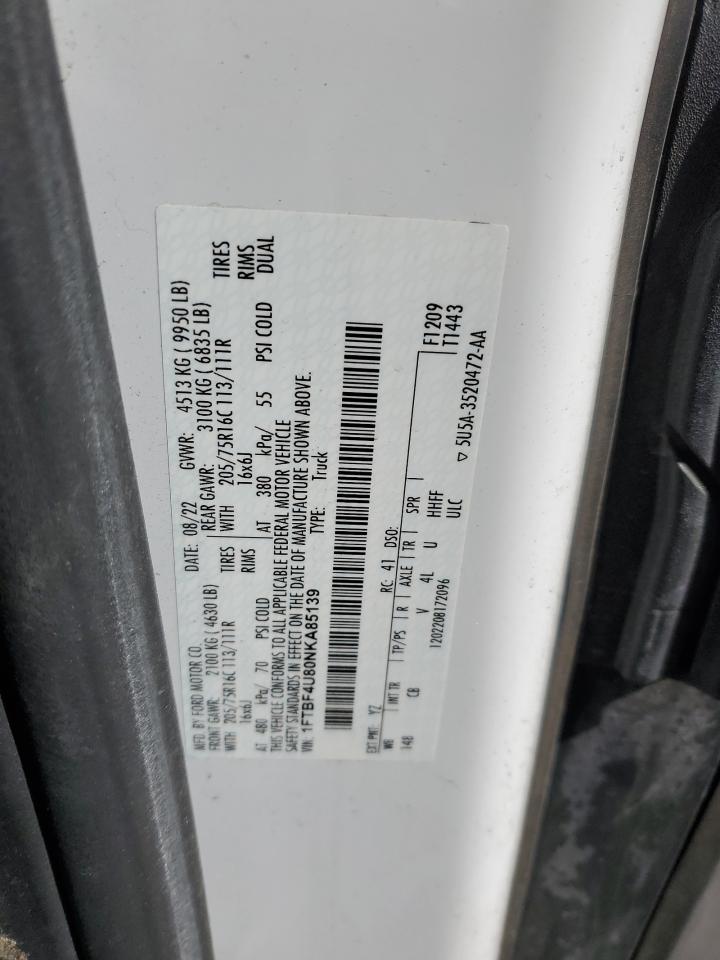 MFD. BY FORD MOTOR CO. DATE: 08/22 GVWR: 4513 KG ( 9950 LB)
FRONT GAWR: 2100 KG ( 4630 LB) REAR GAWR: 3100 KG ( 6835 LB)
WITH 205/75R16C 113/111R TIRES WITH 205/75R16C 113/111R TIRES
16x6J RIMS 16x6J RIMS
AT 480 kPa/ 70 PSI COLD AT 380 kPa/ 55 PSI COLD DUAL
THIS VEHICLE CONFORMS TO ALL APPLICABLE FEDERAL MOTOR VEHICLE
SAFETY STANDARDS IN EFFECT ON THE DATE OF MANUFACTURE SHOWN ABOVE.
VIN: 1FTBF4U80NKA85139 TYPE: Truck
EXT PNT: YZ RC: 41 DSO: F1209
WB INT TR TP/PS R AXLE TR SPR T1443
148 CB V 4L U HHFF
1202208172096 ULC ▽ 5U5A-3520472-AA